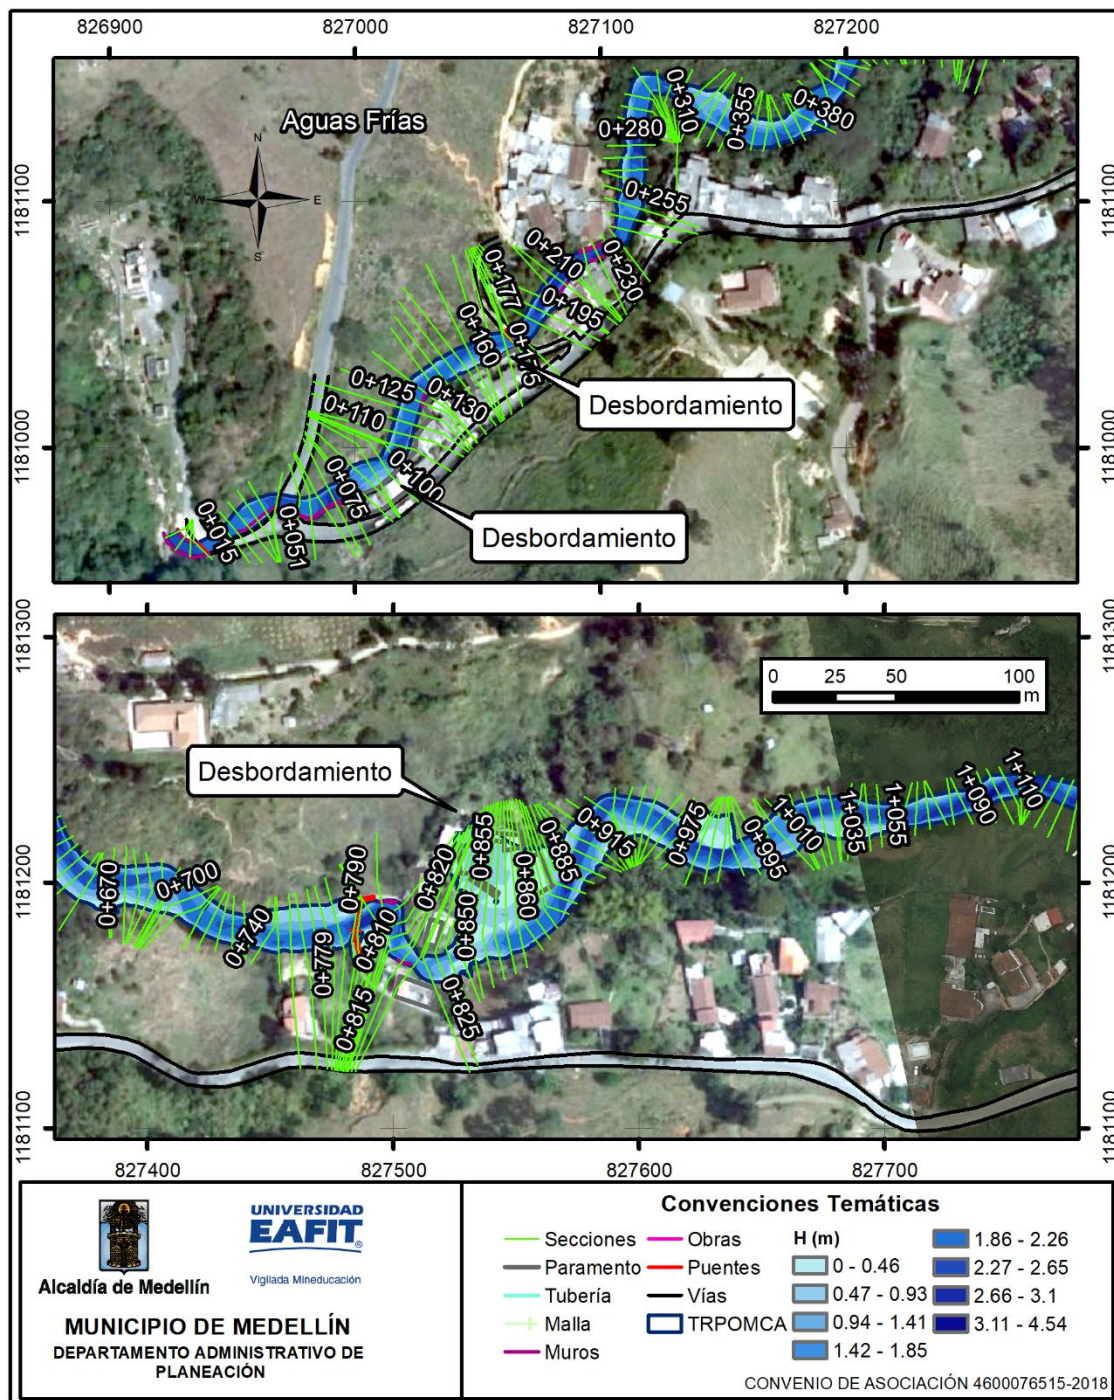 826900 827000 827100 827200
Aguas Frías
N
W E
S
0+310
0+355
0+380
0+280
0+255
1181100 1181100
0+210
0+230
0+177
0+195
0+160
0+175
0+125
0+130
0+110
Desbordamiento
1181000 1181000
0+100
0+075
0+051
0+015
Desbordamiento
1181300 1181300
0 25 50 100
m
Desbordamiento
1+110
1+090
1+055
1+035
1+010
0+995
0+975
0+915
0+885
0+860
0+855
0+850
0+820
0+825
0+790
0+810
0+815
0+779
0+740
0+700
0+670
1181200 1181200
1181100 1181100
827400 827500 827600 827700
Alcaldía de Medellín
UNIVERSIDAD
EAFIT
Vigilada Mineducación
MUNICIPIO DE MEDELLÍN
DEPARTAMENTO ADMINISTRATIVO DE
PLANEACIÓN
Convenciones Temáticas
Secciones
Paramento
Tubería
Malla
Muros
Obras
Puentes
Vías
TRPOMCA
H (m)
0 - 0.46
0.47 - 0.93
0.94 - 1.41
1.42 - 1.85
1.86 - 2.26
2.27 - 2.65
2.66 - 3.1
3.11 - 4.54
CONVENIO DE ASOCIACIÓN 4600076515-2018